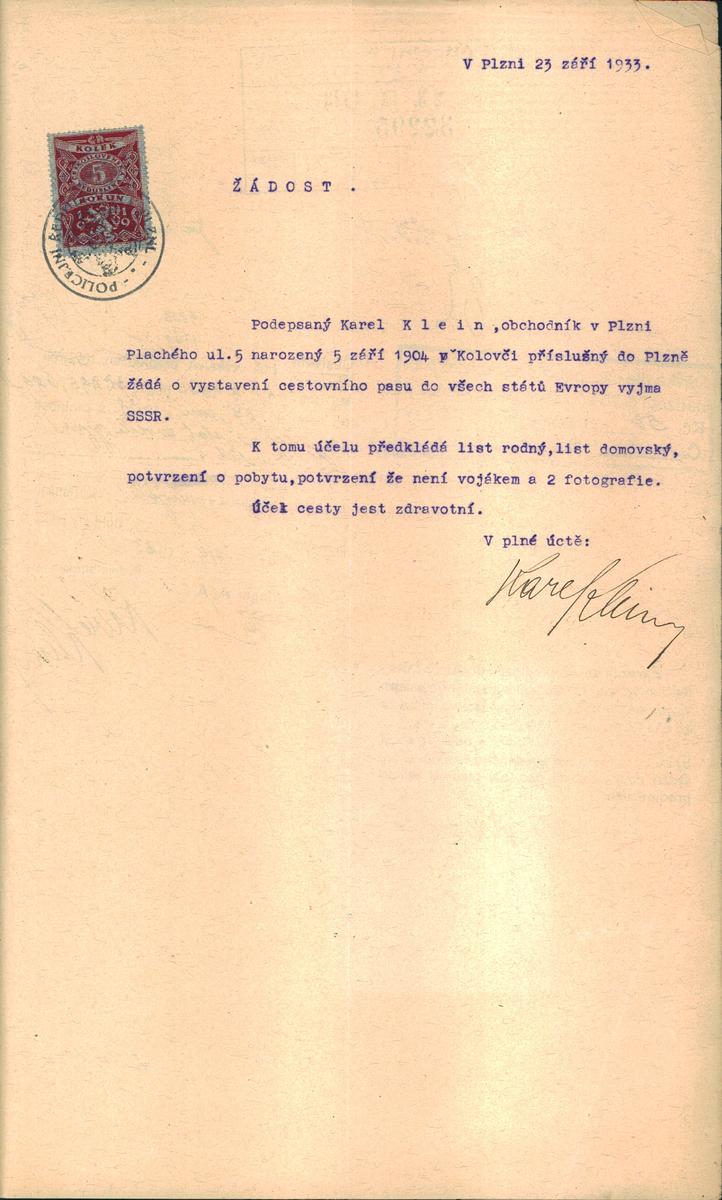 V Plzni 23 září 1933.
KOLEK
5
KORUN
POLICEJNÍ ŘED
ŽÁDOST .
Podepsaný Karel K l e i n ,obchodník v Plzni
Plachého ul.5 narozený 5 září 1904 v Kolovči příslušný do Plzně
žádá o vystavení cestovního pasu do všech států Evropy vyjma
SSSR.
K tomu účelu předkládá list rodný,list domovský,
potvrzení o pobytu,potvrzení že není vojákem a 2 fotografie.
Účel cesty jest zdravotní.
V plné úctě:
Karel Klein